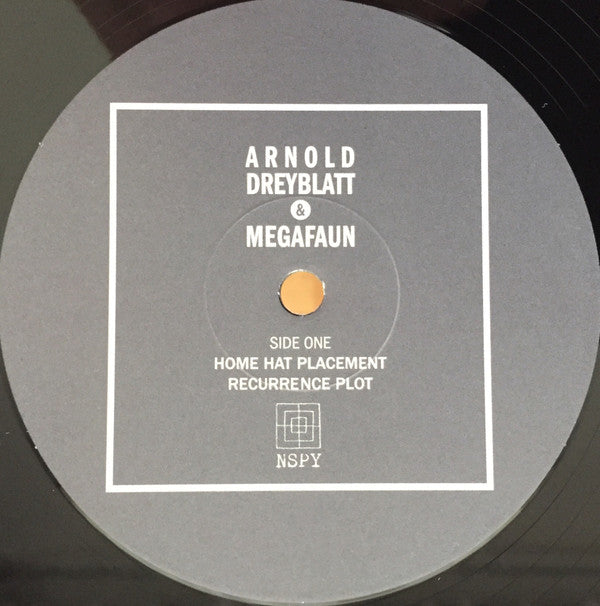 ARNOLD
DREYBLATT
&
MEGAFAUN
SIDE ONE
HOME HAT PLACEMENT
RECURRENCE PLOT
NSPY